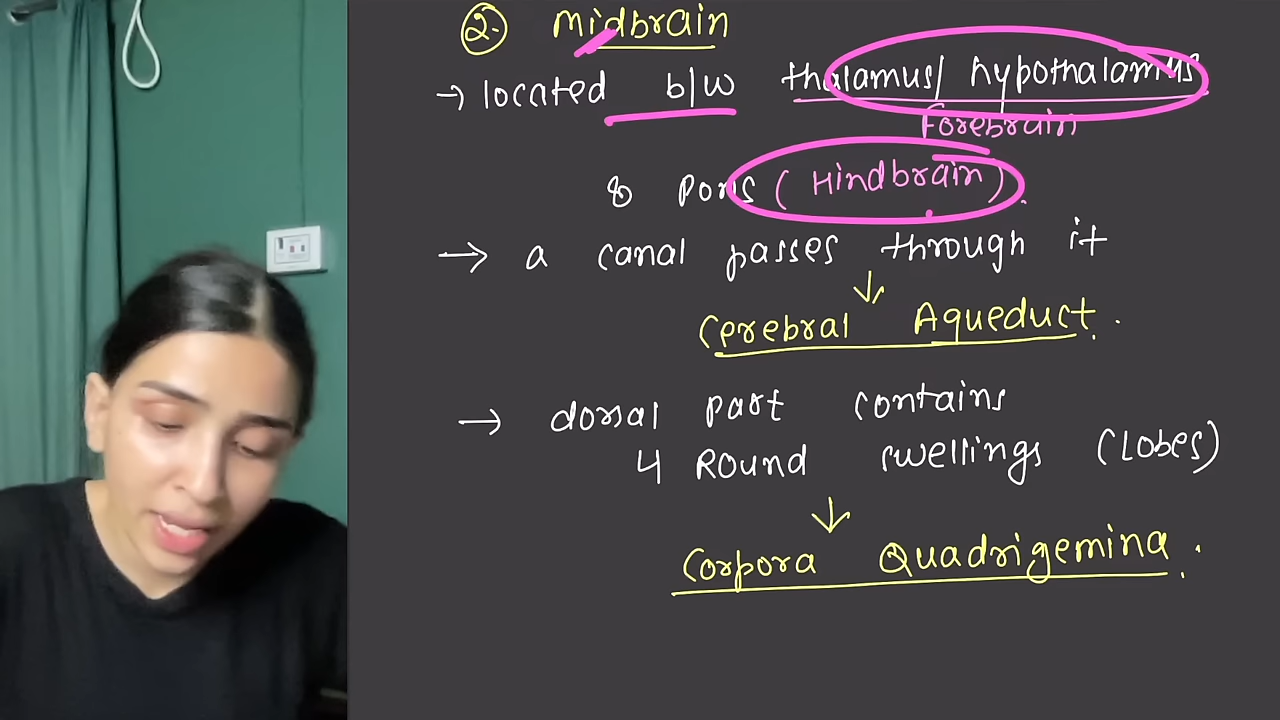 2. midbrain
→ located b/w thalamus/ hypothalamus
Forebrain
& Pons (Hindbrain).
→ a canal passes through it
↓
Cerebral Aqueduct.
→ dorsal part contains
4 Round swellings (Lobes)
↓
Corpora Quadrigemina.